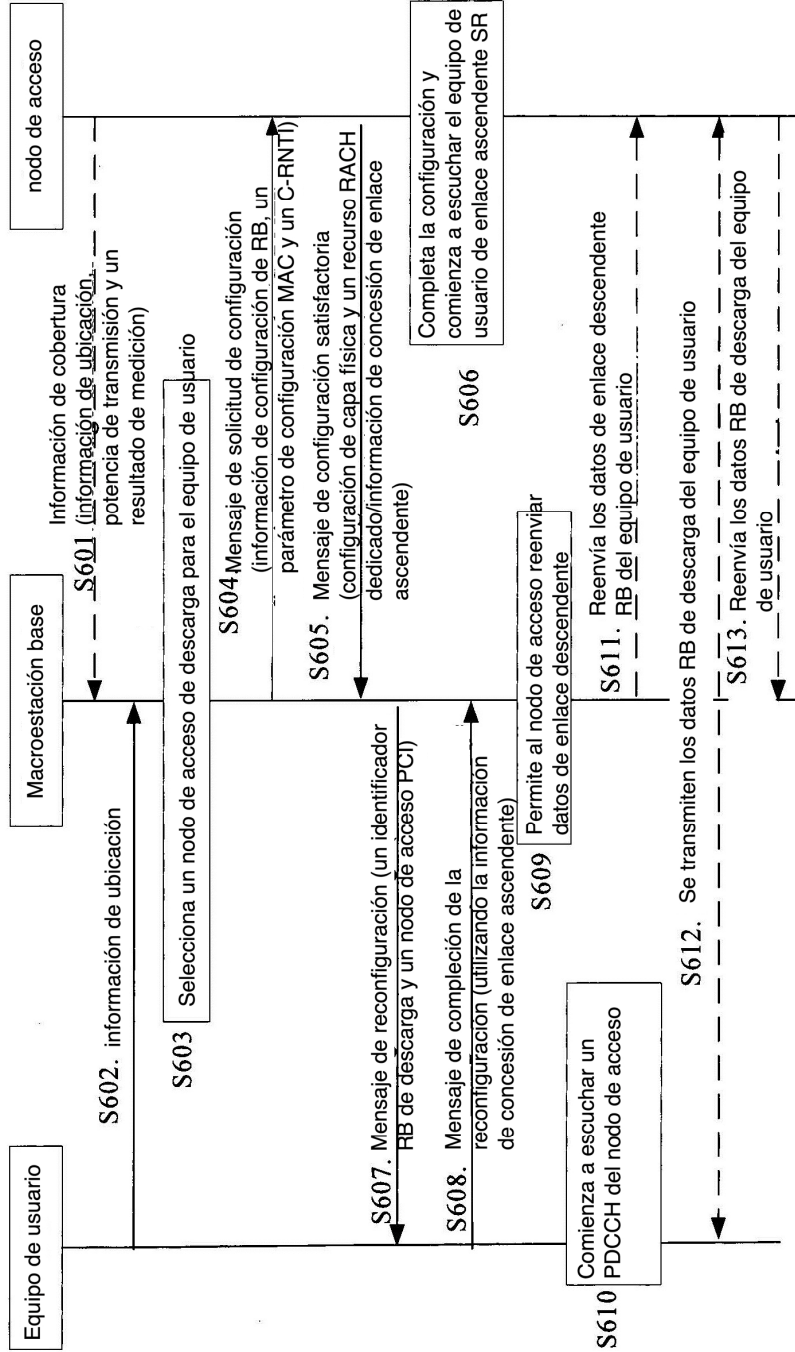 Equipo de usuario
Macroestación base
nodo de acceso
Información de cobertura
S601 (información de ubicación,
potencia de transmisión y un
resultado de medición)
S602. información de ubicación
S603 Selecciona un nodo de acceso de descarga para el equipo de usuario
S604. Mensaje de solicitud de configuración
(información de configuración de RB, un
parámetro de configuración MAC y un C-RNTI)
S605. Mensaje de configuración satisfactoria
(configuración de capa física y un recurso RACH
dedicado/información de concesión de enlace
ascendente)
S606 Completa la configuración y
comienza a escuchar el equipo de
usuario de enlace ascendente SR
S607. Mensaje de reconfiguración (un identificador
RB de descarga y un nodo de acceso PCI)
S608. Mensaje de compleción de la
reconfiguración (utilizando la información
de concesión de enlace ascendente)
S609 Permite al nodo de acceso reenviar
datos de enlace descendente
S610 Comienza a escuchar un
PDCCH del nodo de acceso
S611. Reenvía los datos de enlace descendente
RB del equipo de usuario
S612. Se transmiten los datos RB de descarga del equipo de usuario
S613. Reenvía los datos RB de descarga del equipo
de usuario